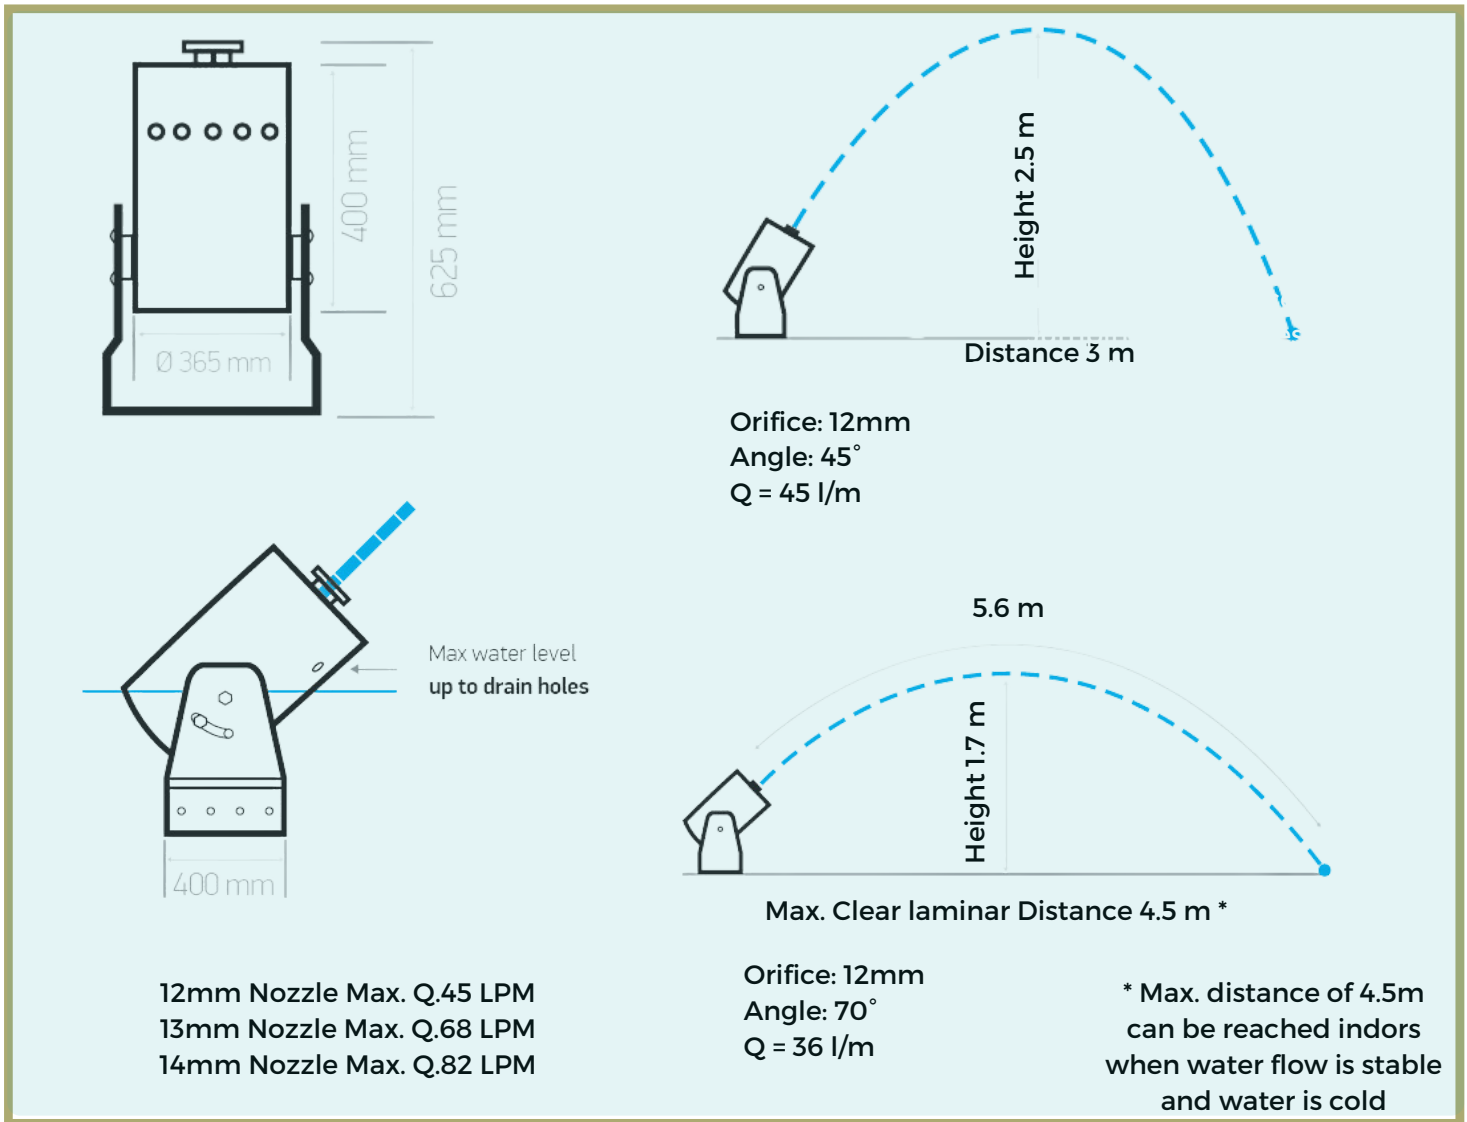 400 mm
625 mm
Ø 365 mm
Height 2.5 m
Distance 3 m
Orifice: 12mm
Angle: 45°
Q = 45 l/m
Max water level
up to drain holes
400 mm
5.6 m
Height 1.7 m
Max. Clear laminar Distance 4.5 m *
Orifice: 12mm
Angle: 70°
Q = 36 l/m
12mm Nozzle Max. Q.45 LPM
13mm Nozzle Max. Q.68 LPM
14mm Nozzle Max. Q.82 LPM
* Max. distance of 4.5m
can be reached indors
when water flow is stable
and water is cold